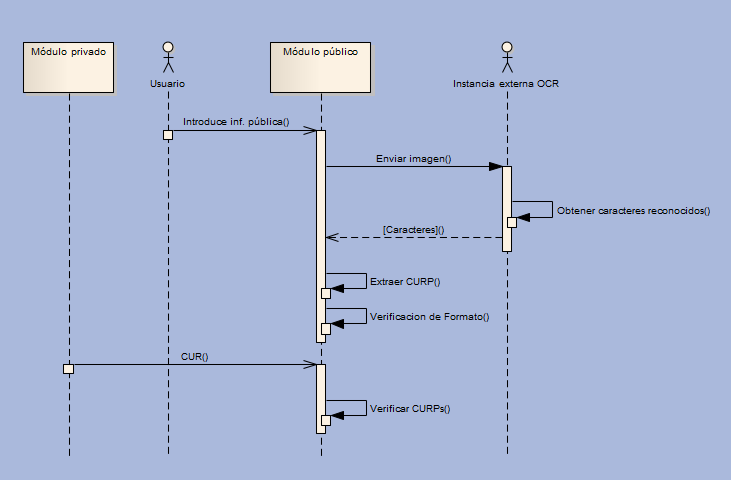 Módulo privado
Usuario
Módulo público
Instancia externa OCR
Introduce inf. pública()
Enviar imagen()
Obtener caracteres reconocidos()
[Caracteres]()
Extraer CURP()
Verificacion de Formato()
CUR()
Verificar CURPs()